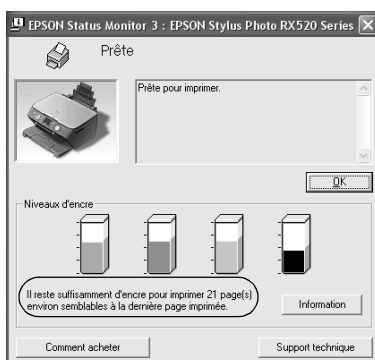 EPSON Status Monitor 3 : EPSON Stylus Photo RX520 Series
Prête
Prête pour imprimer.
OK
Niveaux d'encre
Il reste suffisamment d'encre pour imprimer 21 page(s)
environ semblables à la dernière page imprimée.
Information
Comment acheter
Support technique